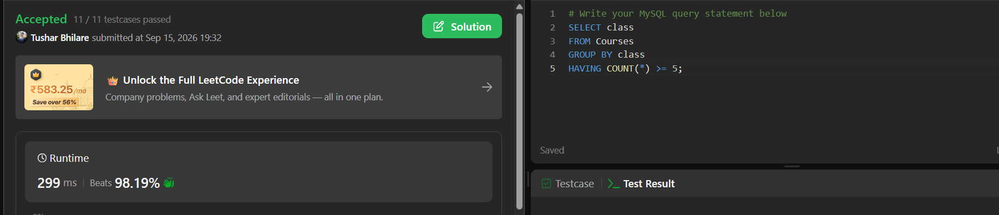 Accepted 11 / 11 testcases passed
Tushar Bhilare submitted at Sep 15, 2026 19:32
Solution
₹583.25/mo
Save over 56%
Unlock the Full LeetCode Experience
Company problems, Ask Leet, and expert editorials — all in one plan.
Runtime
299 ms | Beats 98.19%
1 # Write your MySQL query statement below
2 SELECT class
3 FROM Courses
4 GROUP BY class
5 HAVING COUNT(*) >= 5;
Saved
Testcase | >_ Test Result